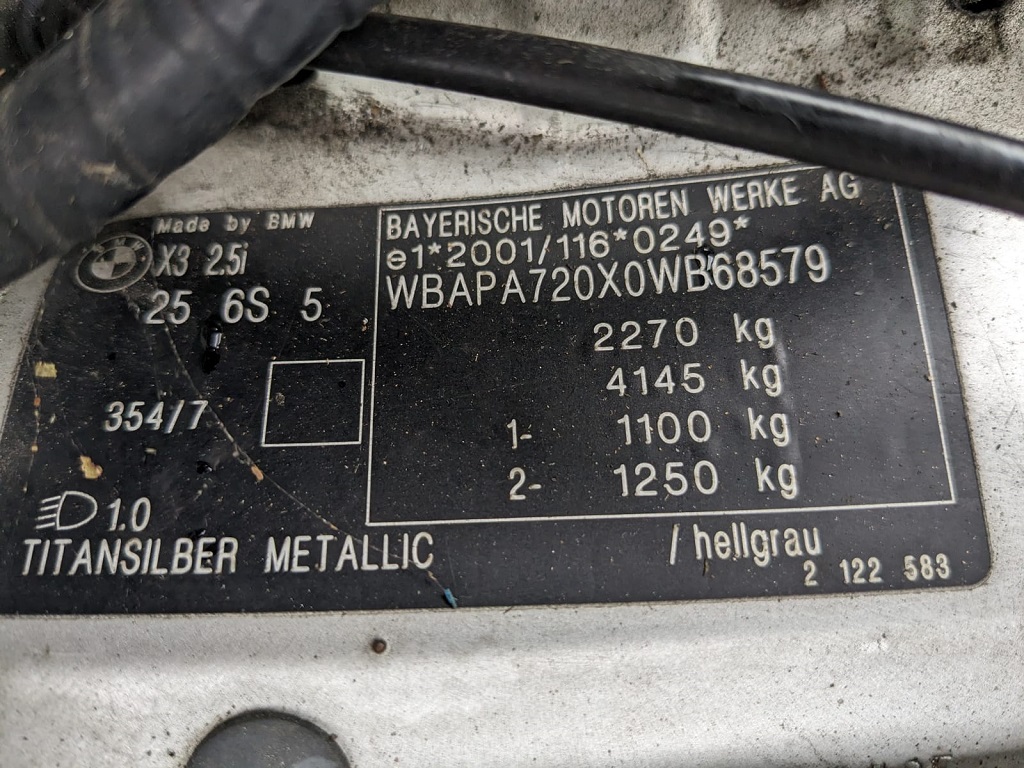 Made by BMW
X3 2.5i
25 6S 5
354/7
1.0
TITANSILBER METALLIC
BAYERISCHE MOTOREN WERKE AG
e1*2001/116*0249*
WBAPA720X0WB68579
2270 kg
4145 kg
1- 1100 kg
2- 1250 kg
/ hellgrau
2 122 583